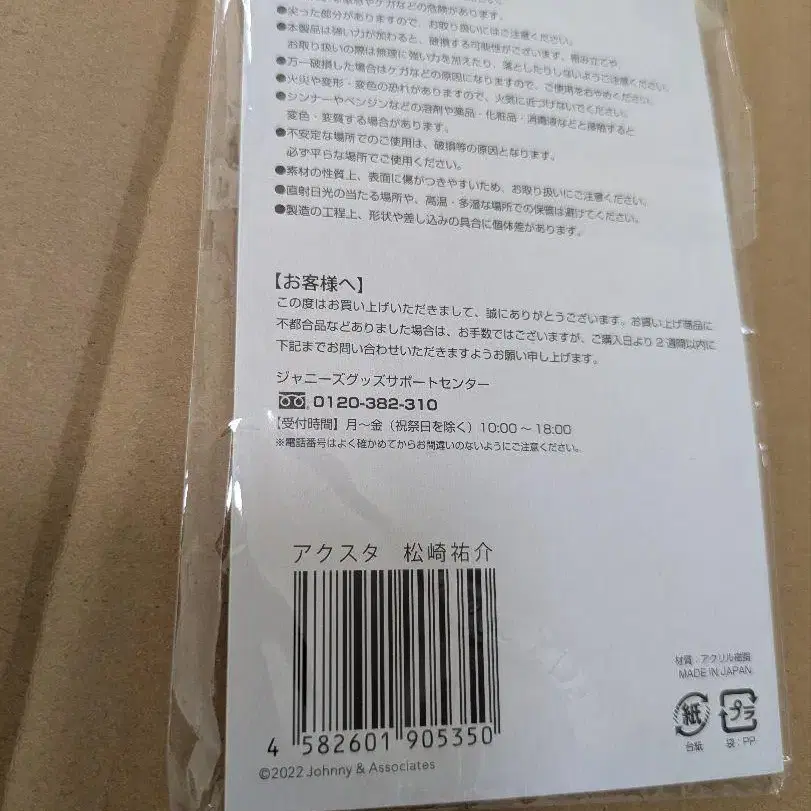 危険があります。
●尖った部分がありますので、お取り扱いにはご注意ください。
●本製品は強い力が加わると、破損する可能性がございます。組み立てや
お取り扱いの際は無理に強い力を加えたり、落としたりしないようご注意ください。
●万一破損した場合はケガなどの原因になりますので、ご使用をおやめください。
●火災や変形・変色の恐れがありますので、火気に近づけないでください。
●シンナーやベンジンなどの溶剤や薬品・化粧品・消毒液などと接触すると
変色・変質する場合があります。
●不安定な場所でのご使用は、破損等の原因となります。
必ず平らな場所でご使用ください。
●素材の性質上、表面に傷がつきやすいため、お取り扱いにご注意ください。
●直射日光の当たる場所や、高温・多湿な場所での保管は避けてください。
●製造の工程上、形状や差し込みの具合に個体差があります。
【お客様へ】
この度はお買い上げいただきまして、誠にありがとうございます。お買い上げ商品に
不都合品などありました場合は、お手数ではございますが、ご購入日より2週間以内に
下記までお問い合わせいただきますようお願い申し上げます。
ジャニーズグッズサポートセンター
0120-382-310
【受付時間】月～金（祝祭日を除く）10:00～18:00
※電話番号はよく確かめてからお間違いのないようにご注意ください。
アクスタ 松崎祐介
4 582601 905350
©2022 Johnny & Associates
材質：アクリル樹脂
MADE IN JAPAN
紙 プラ
台紙 袋：PP